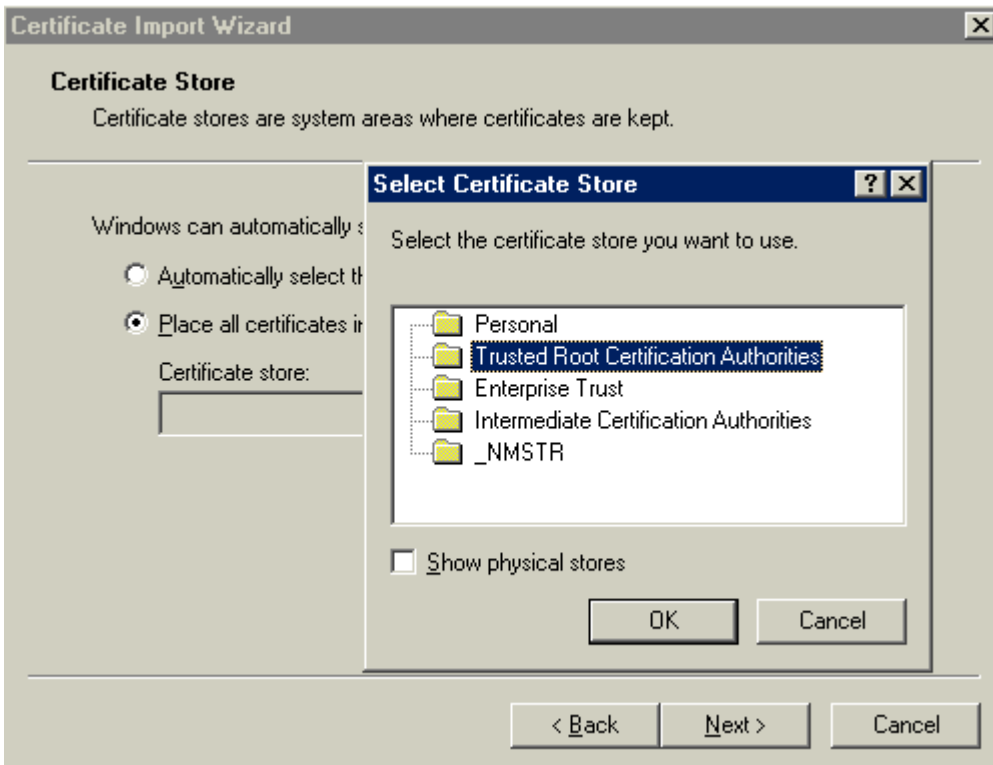 Certificate Import Wizard
Certificate Store
Certificate stores are system areas where certificates are kept.
Select Certificate Store
Windows can automatically
Select the certificate store you want to use.
Automatically select
Place all certificates
Personal
Trusted Root Certification Authorities
Certificate store:
Enterprise Trust
Intermediate Certification Authorities
_NMSTR
Show physical stores
OK Cancel
< Back Next > Cancel